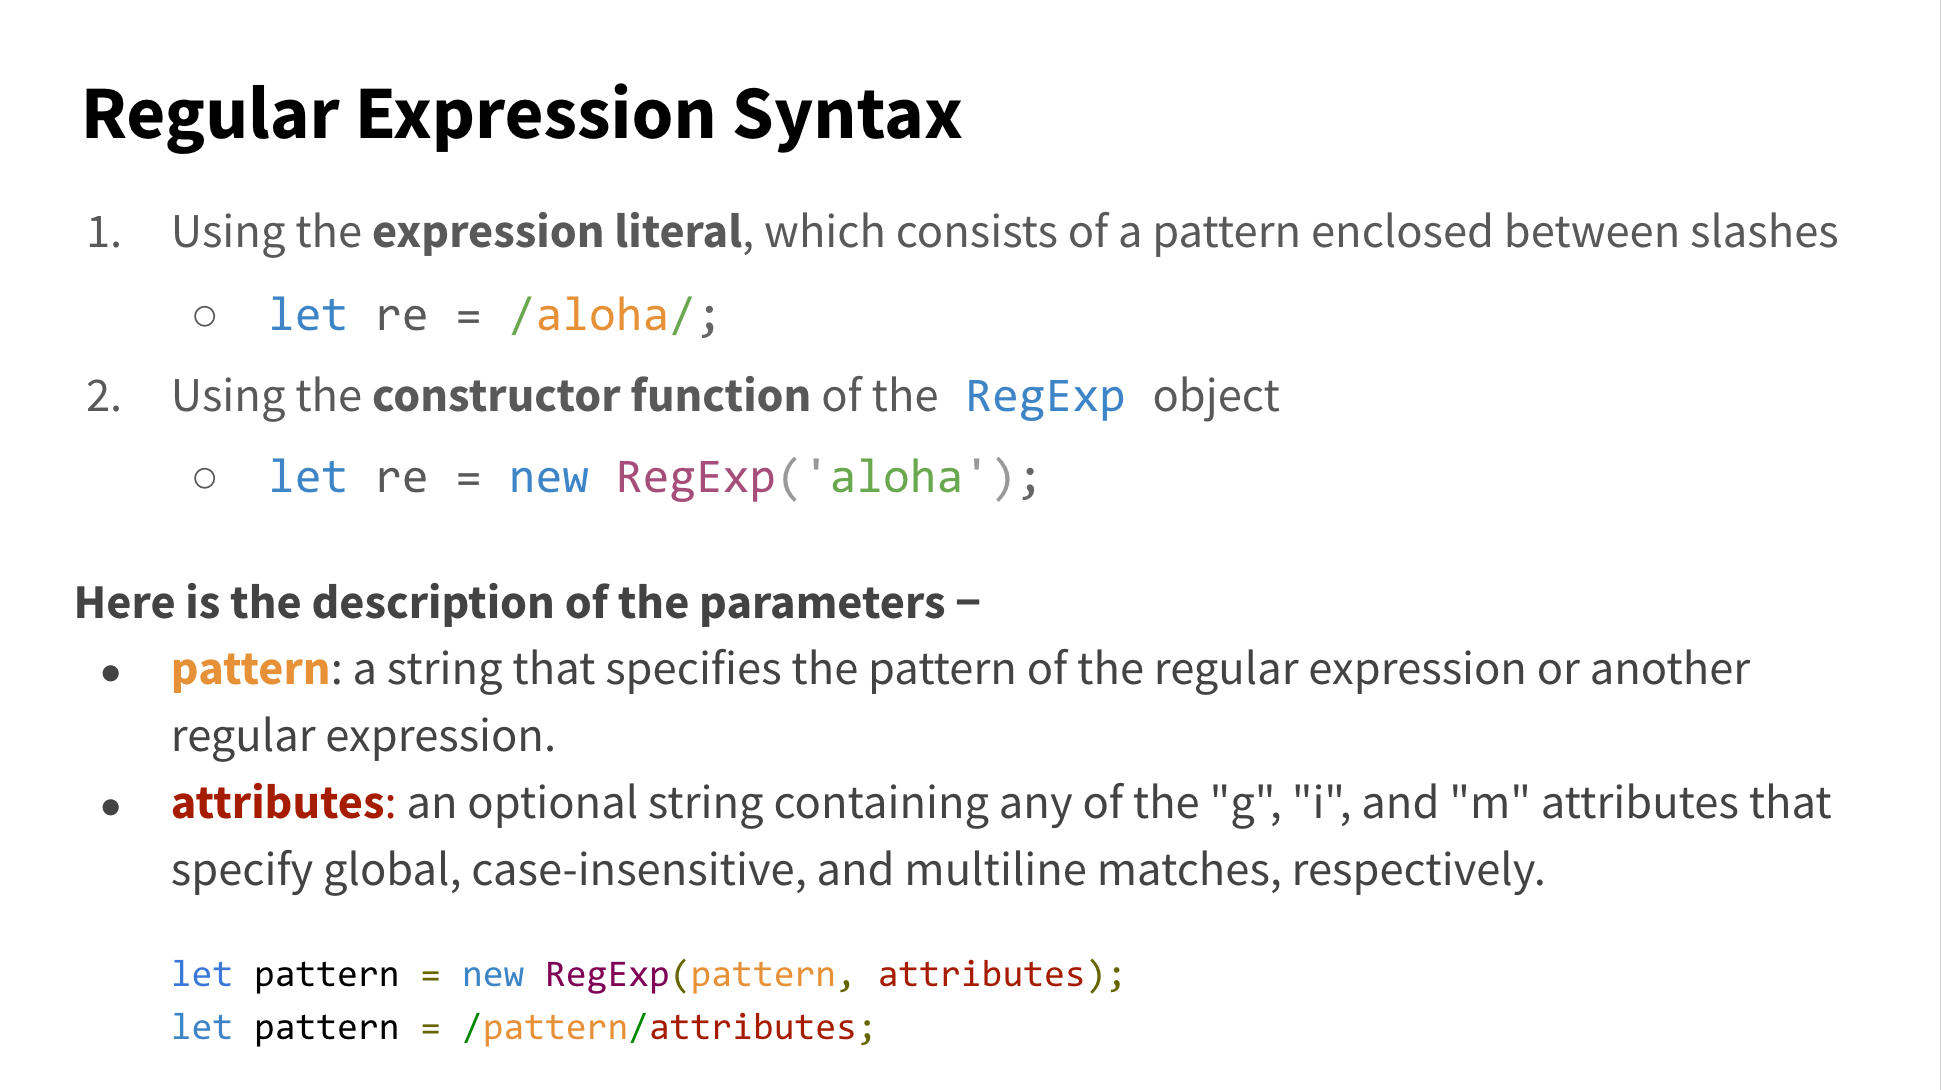 Regular Expression Syntax
1. Using the expression literal, which consists of a pattern enclosed between slashes
○ let re = /aloha/;
2. Using the constructor function of the RegExp object
○ let re = new RegExp('aloha');
Here is the description of the parameters −
● pattern: a string that specifies the pattern of the regular expression or another
regular expression.
● attributes: an optional string containing any of the "g", "i", and "m" attributes that
specify global, case-insensitive, and multiline matches, respectively.
let pattern = new RegExp(pattern, attributes);
let pattern = /pattern/attributes;